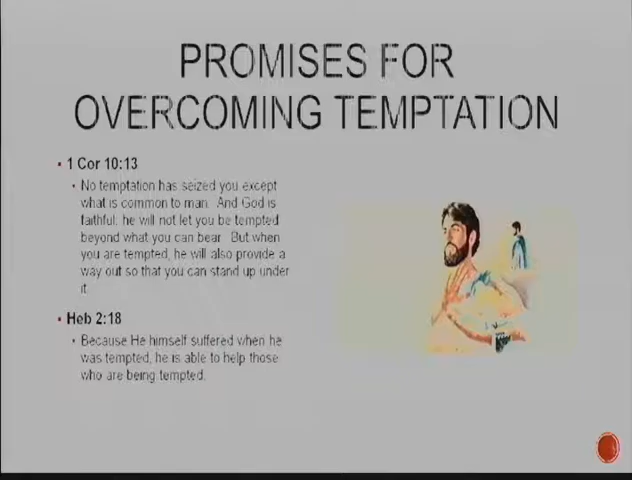 PROMISES FOR
OVERCOMING TEMPTATION
1 Cor 10:13
No temptation has seized you except
what is common to man. And God is
faithful; he will not let you be tempted
beyond what you can bear. But when
you are tempted, he will also provide a
way out so that you can stand up under
it.
Heb 2:18
Because He himself suffered when he
was tempted, he is able to help those
who are being tempted.